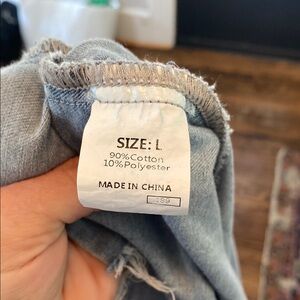 SIZE: L
90%Cotton
10%Polyester
MADE IN CHINA